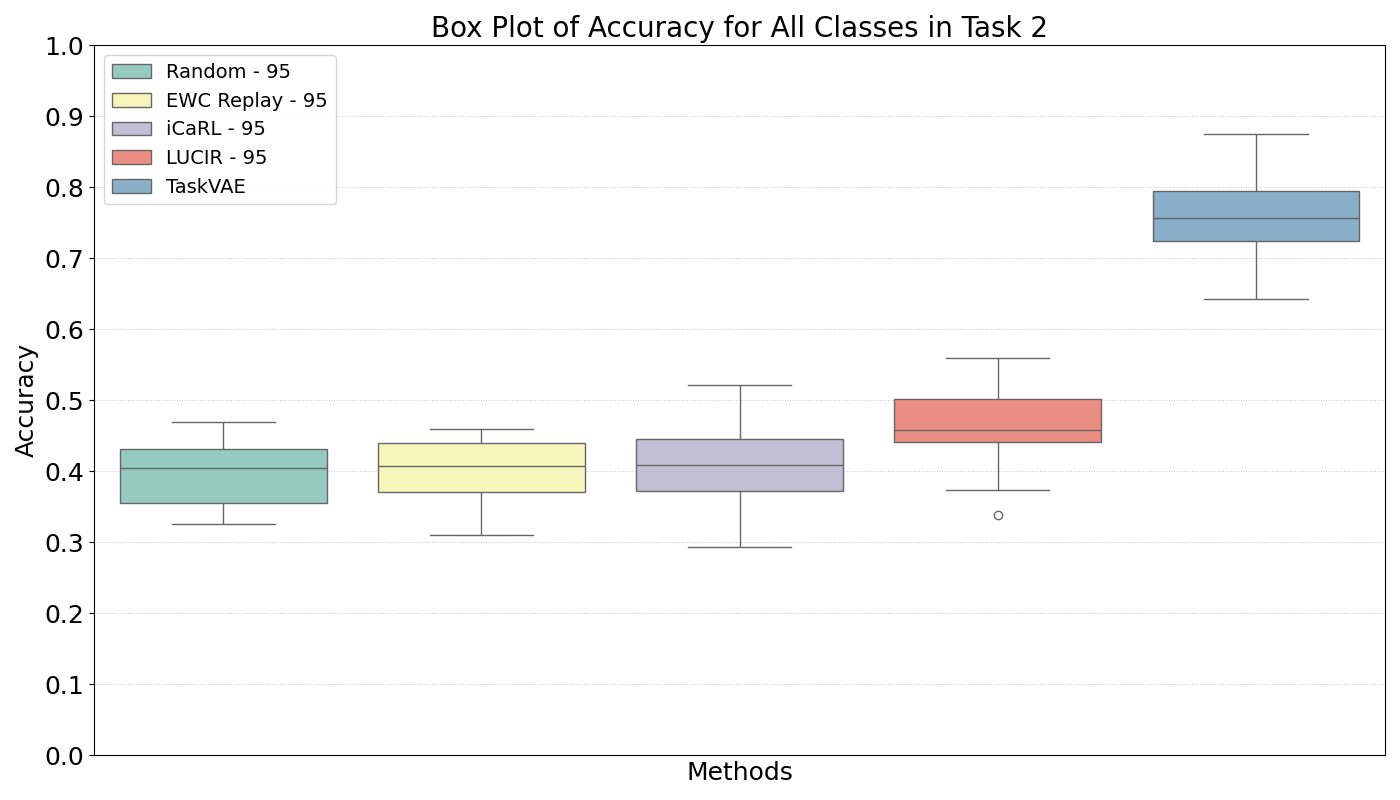 Box Plot of Accuracy for All Classes in Task 2
1.0
0.9
0.8
0.7
0.6
0.5
0.4
0.3
0.2
0.1
0.0
Accuracy
Random - 95
EWC Replay - 95
iCaRL - 95
LUCIR - 95
TaskVAE
Methods